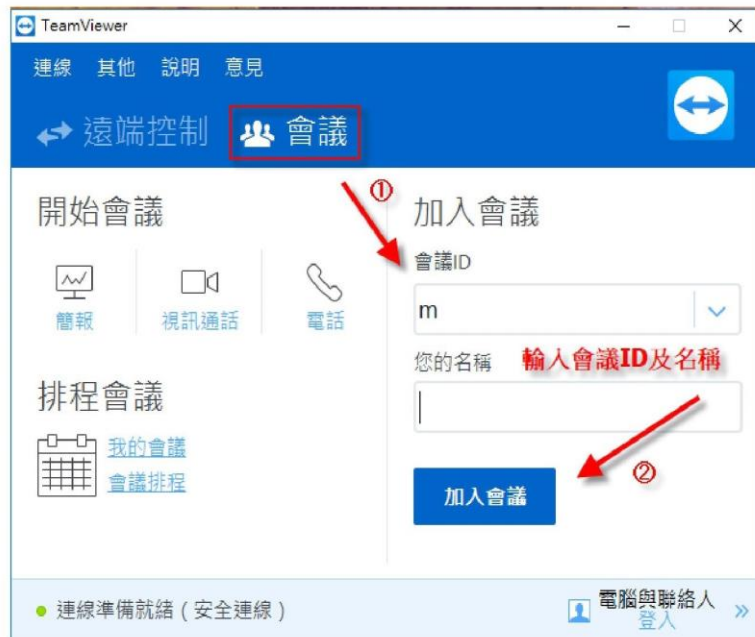 TeamViewer
連線 其他 說明 意見
遠端控制 會議
①
開始會議
簡報 視訊通話 電話
排程會議
我的會議
會議排程
加入會議
會議ID
m
您的名稱 輸入會議ID及名稱
②
加入會議
連線準備就緒 ( 安全連線 )
電腦與聯絡人
登入